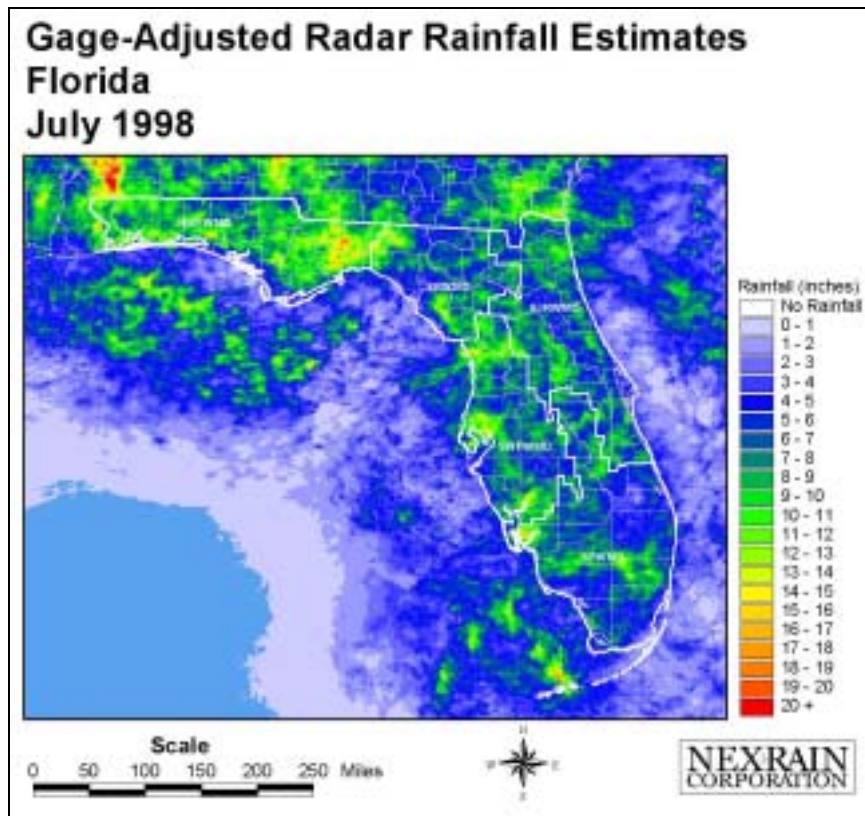 Gage-Adjusted Radar Rainfall Estimates
Florida
July 1998
SWFWMD
Rainfall (inches)
No Rainfall
0 - 1
1 - 2
2 - 3
3 - 4
4 - 5
5 - 6
6 - 7
7 - 8
8 - 9
9 - 10
10 - 11
11 - 12
12 - 13
13 - 14
14 - 15
15 - 16
16 - 17
17 - 18
18 - 19
19 - 20
20 +
Scale
0 50 100 150 200 250 Miles
N
W E
S
NEXRAIN
CORPORATION